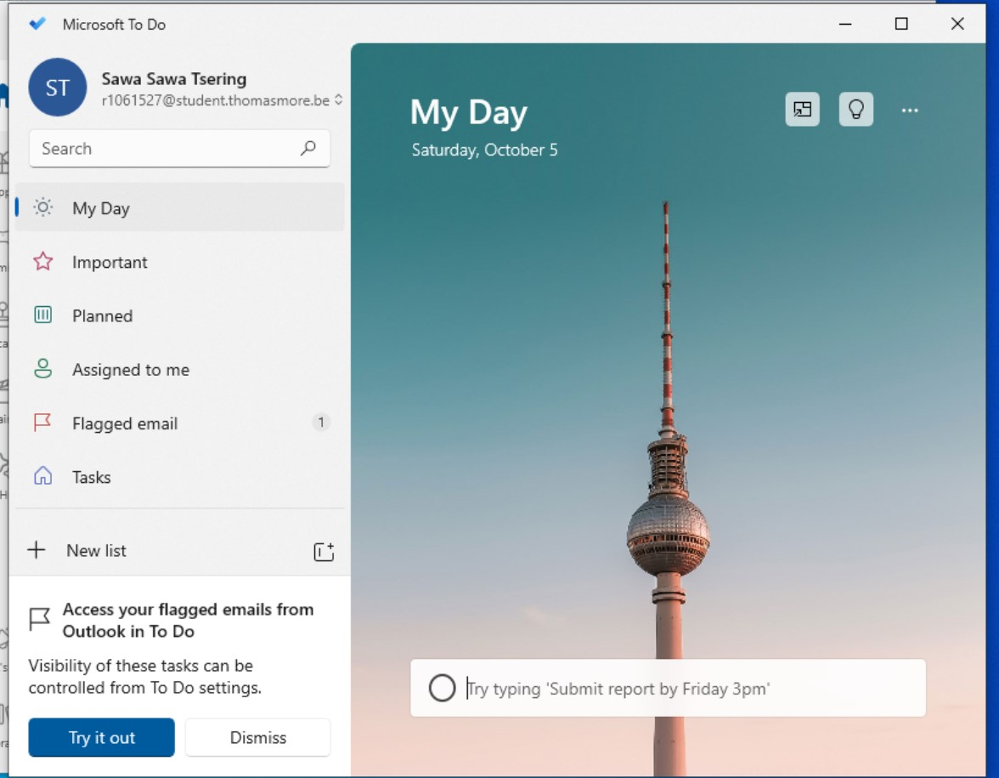 Microsoft To Do
ST
Sawa Sawa Tsering
r1061527@student.thomasmore.be
Search
My Day
Important
Planned
Assigned to me
Flagged email 1
Tasks
New list
Access your flagged emails from
Outlook in To Do
Visibility of these tasks can be
controlled from To Do settings.
Try it out Dismiss
My Day
Saturday, October 5
Try typing 'Submit report by Friday 3pm'